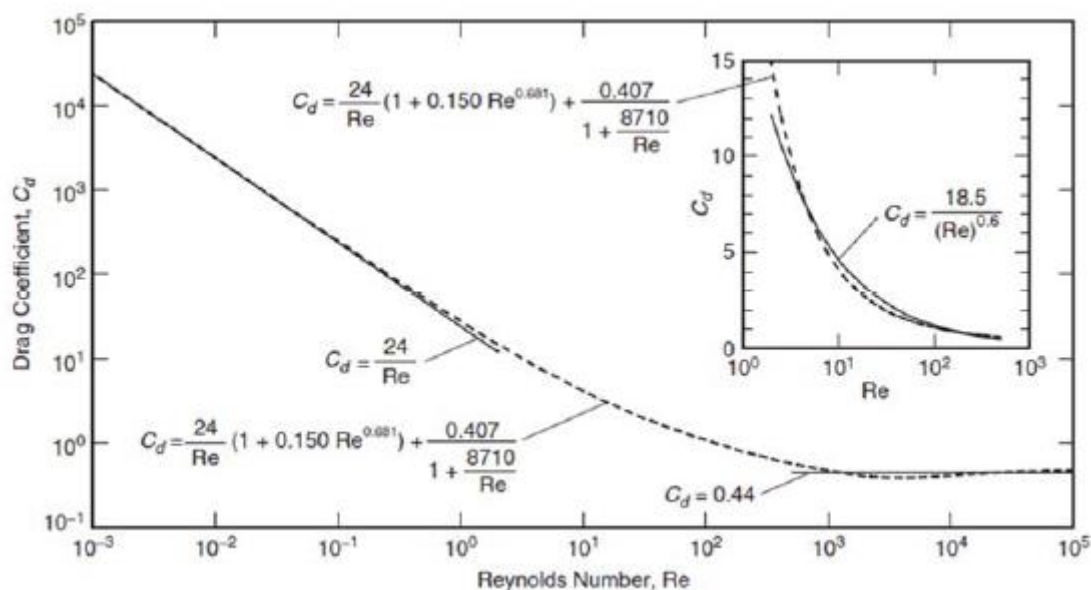 10^5
10^4
10^3
10^2
10^1
10^0
10^-1
Drag Coefficient, C_d
10^-3
10^-2
10^-1
10^0
10^1
10^2
10^3
10^4
10^5
Reynolds Number, Re
C_d = 24/Re (1 + 0.150 Re^0.681) + 0.407/(1 + 8710/Re)
C_d = 24/Re
C_d = 24/Re (1 + 0.150 Re^0.681) + 0.407/(1 + 8710/Re)
C_d = 0.44
15
10
5
0
C_d
C_d = 18.5/(Re)^0.6
10^0
10^1
10^2
10^3
Re